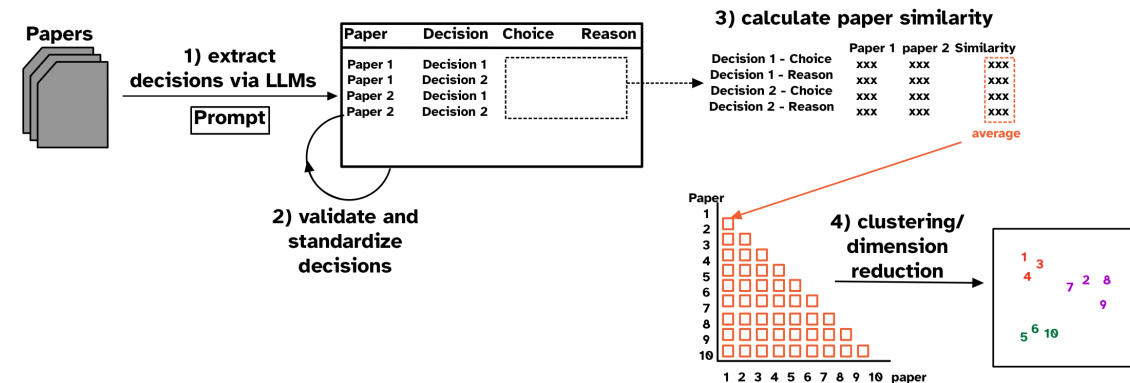 Papers
1) extract
decisions via LLMs
Prompt
Paper Decision Choice Reason
Paper 1 Decision 1
Paper 1 Decision 2
Paper 2 Decision 1
Paper 2 Decision 2
2) validate and
standardize
decisions
3) calculate paper similarity
Paper 1 paper 2 Similarity
Decision 1 - Choice xxx xxx xxx
Decision 1 - Reason xxx xxx xxx
Decision 2 - Choice xxx xxx xxx
Decision 2 - Reason xxx xxx xxx
average
Paper
1
2
3
4
5
6
7
8
9
10
1 2 3 4 5 6 7 8 9 10 paper
4) clustering/
dimension
reduction
1 3
4
7 2 8
9
5 6 10